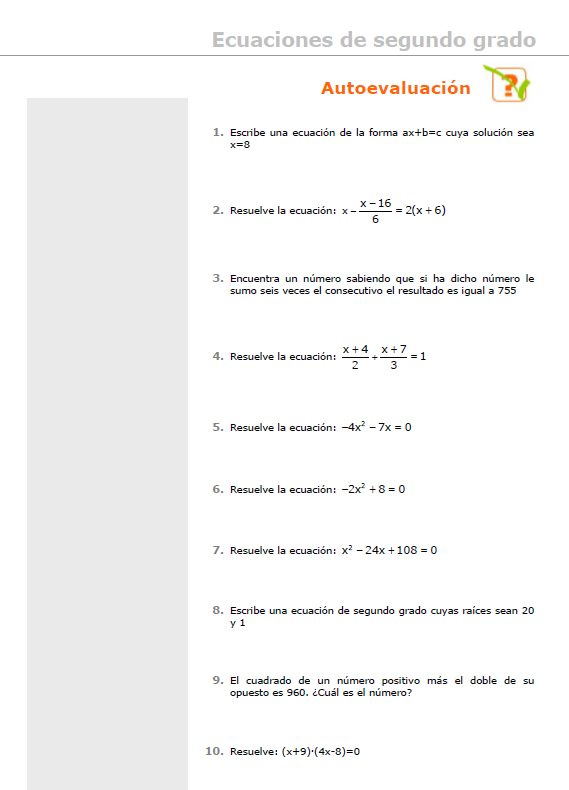 Ecuaciones de segundo grado
Autoevaluación
1. Escribe una ecuación de la forma ax+b=c cuya solución sea
x=8
2. Resuelve la ecuación: x − (x − 16)/6 = 2(x + 6)
3. Encuentra un número sabiendo que si ha dicho número le
sumo seis veces el consecutivo el resultado es igual a 755
4. Resuelve la ecuación: (x + 4)/2 + (x + 7)/3 = 1
5. Resuelve la ecuación: −4x² − 7x = 0
6. Resuelve la ecuación: −2x² + 8 = 0
7. Resuelve la ecuación: x² − 24x + 108 = 0
8. Escribe una ecuación de segundo grado cuyas raíces sean 20
y 1
9. El cuadrado de un número positivo más el doble de su
opuesto es 960. ¿Cuál es el número?
10. Resuelve: (x+9)·(4x-8)=0